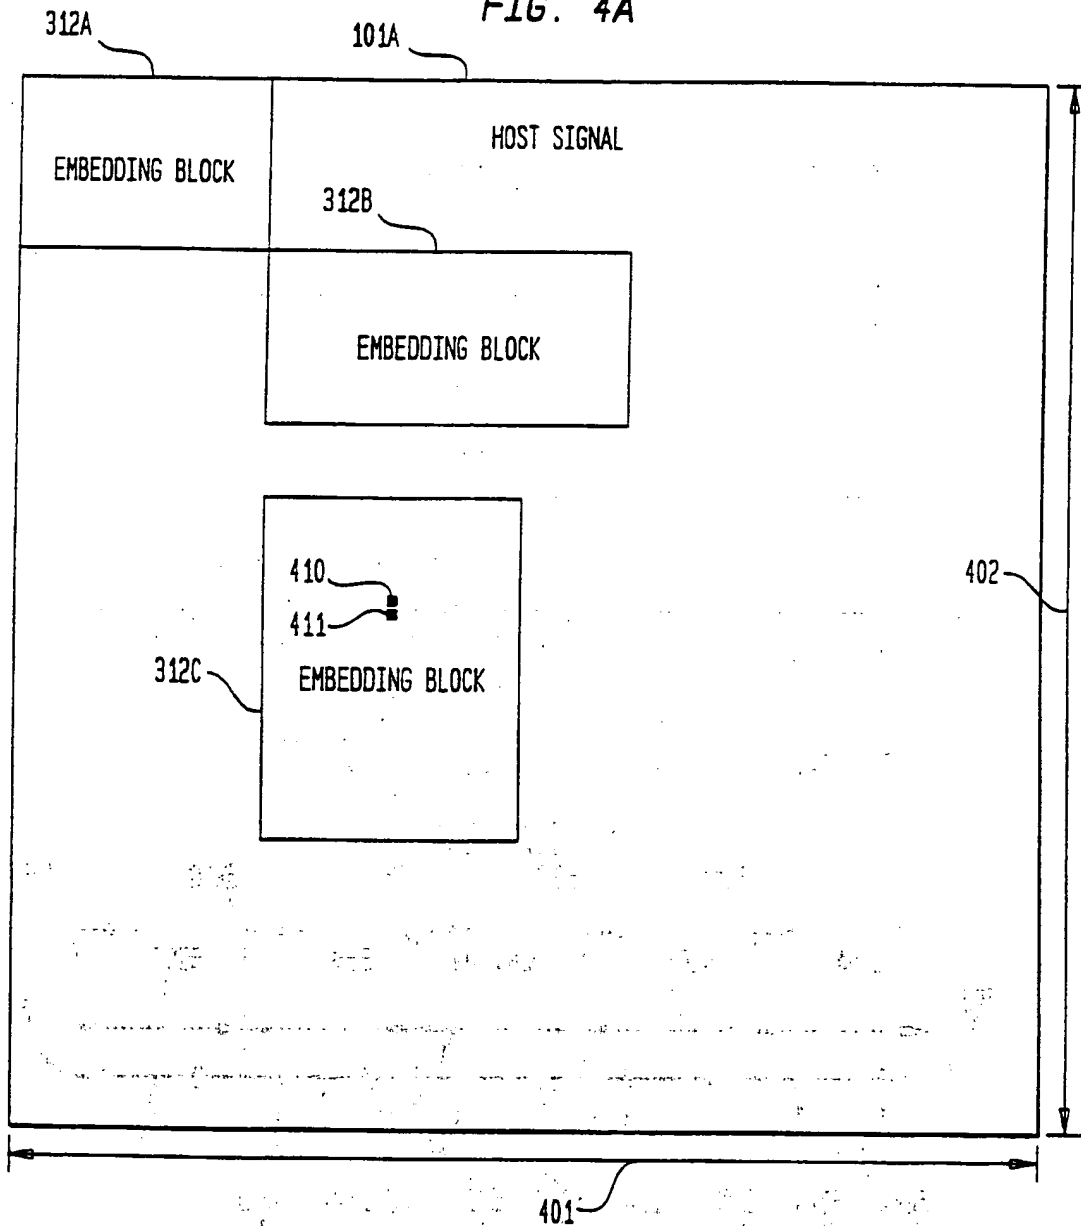 FIG. 4A
312A
101A
HOST SIGNAL
EMBEDDING BLOCK
312B
EMBEDDING BLOCK
410
411
402
312C
EMBEDDING BLOCK
401